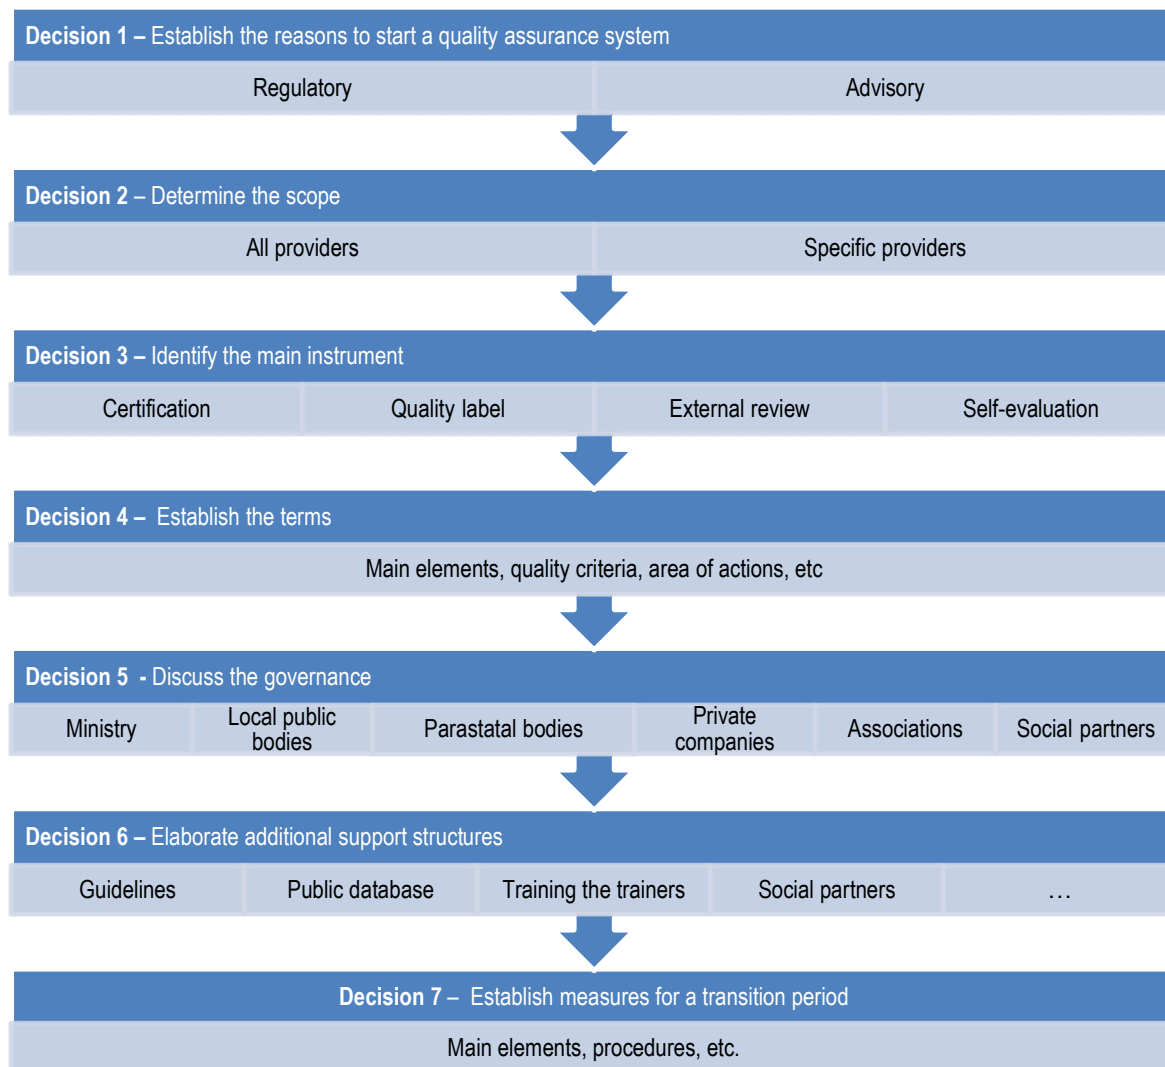 Decision 1 – Establish the reasons to start a quality assurance system
Regulatory
Advisory
Decision 2 – Determine the scope
All providers
Specific providers
Decision 3 – Identify the main instrument
Certification
Quality label
External review
Self-evaluation
Decision 4 – Establish the terms
Main elements, quality criteria, area of actions, etc
Decision 5 - Discuss the governance
Ministry
Local public
bodies
Parastatal bodies
Private
companies
Associations
Social partners
Decision 6 – Elaborate additional support structures
Guidelines
Public database
Training the trainers
Social partners
…
Decision 7 – Establish measures for a transition period
Main elements, procedures, etc.